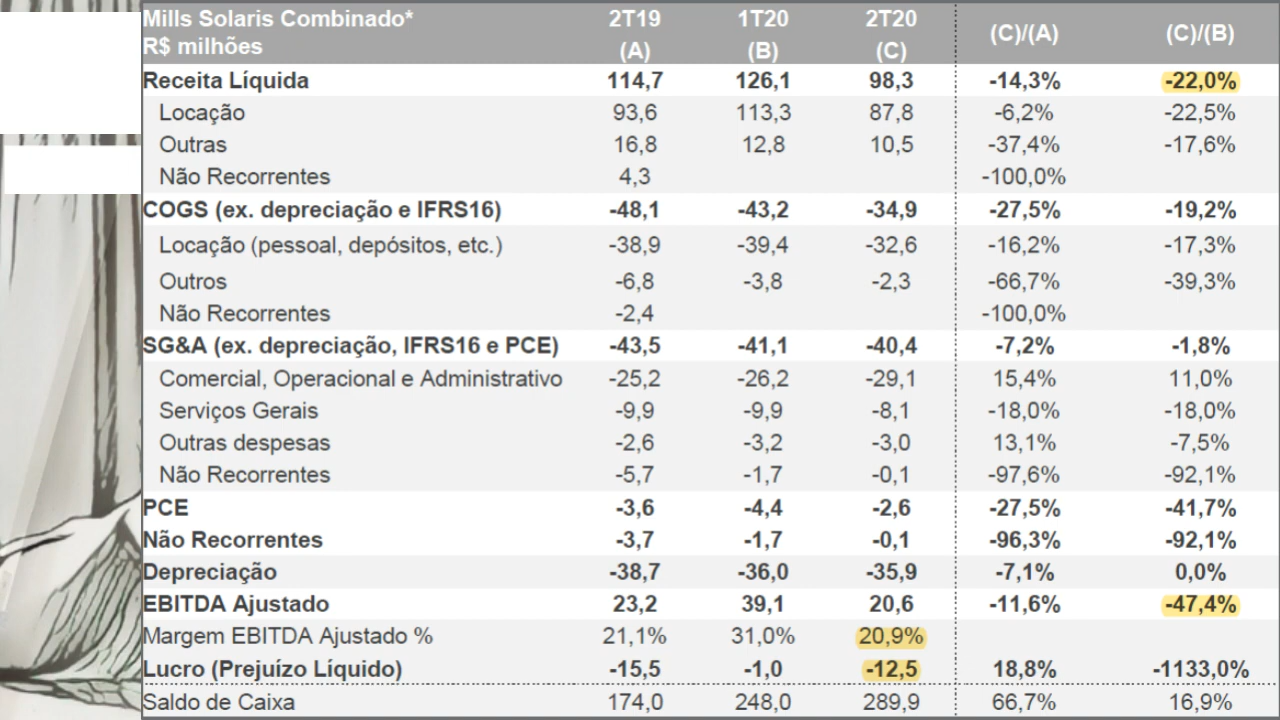 Mills Solaris Combinado* 2T19 1T20 2T20 (C)/(A) (C)/(B)
R$ milhões (A) (B) (C)
Receita Líquida 114,7 126,1 98,3 -14,3% -22,0%
Locação 93,6 113,3 87,8 -6,2% -22,5%
Outras 16,8 12,8 10,5 -37,4% -17,6%
Não Recorrentes 4,3 -100,0%
COGS (ex. depreciação e IFRS16) -48,1 -43,2 -34,9 -27,5% -19,2%
Locação (pessoal, depósitos, etc.) -38,9 -39,4 -32,6 -16,2% -17,3%
Outros -6,8 -3,8 -2,3 -66,7% -39,3%
Não Recorrentes -2,4 -100,0%
SG&A (ex. depreciação, IFRS16 e PCE) -43,5 -41,1 -40,4 -7,2% -1,8%
Comercial, Operacional e Administrativo -25,2 -26,2 -29,1 15,4% 11,0%
Serviços Gerais -9,9 -9,9 -8,1 -18,0% -18,0%
Outras despesas -2,6 -3,2 -3,0 13,1% -7,5%
Não Recorrentes -5,7 -1,7 -0,1 -97,6% -92,1%
PCE -3,6 -4,4 -2,6 -27,5% -41,7%
Não Recorrentes -3,7 -1,7 -0,1 -96,3% -92,1%
Depreciação -38,7 -36,0 -35,9 -7,1% 0,0%
EBITDA Ajustado 23,2 39,1 20,6 -11,6% -47,4%
Margem EBITDA Ajustado % 21,1% 31,0% 20,9%
Lucro (Prejuízo Líquido) -15,5 -1,0 -12,5 18,8% -1133,0%
Saldo de Caixa 174,0 248,0 289,9 66,7% 16,9%